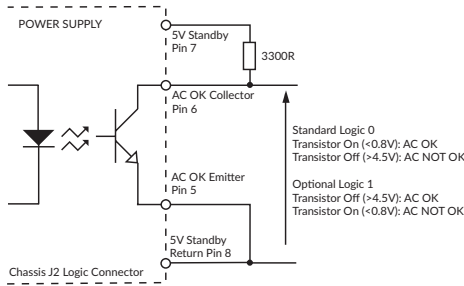 POWER SUPPLY
5V Standby
Pin 7
3300R
AC OK Collector
Pin 6
Standard Logic 0
Transistor On (<0.8V): AC OK
Transistor Off (>4.5V): AC NOT OK
Optional Logic 1
Transistor Off (>4.5V): AC OK
Transistor On (<0.8V): AC NOT OK
AC OK Emitter
Pin 5
5V Standby
Return Pin 8
Chassis J2 Logic Connector